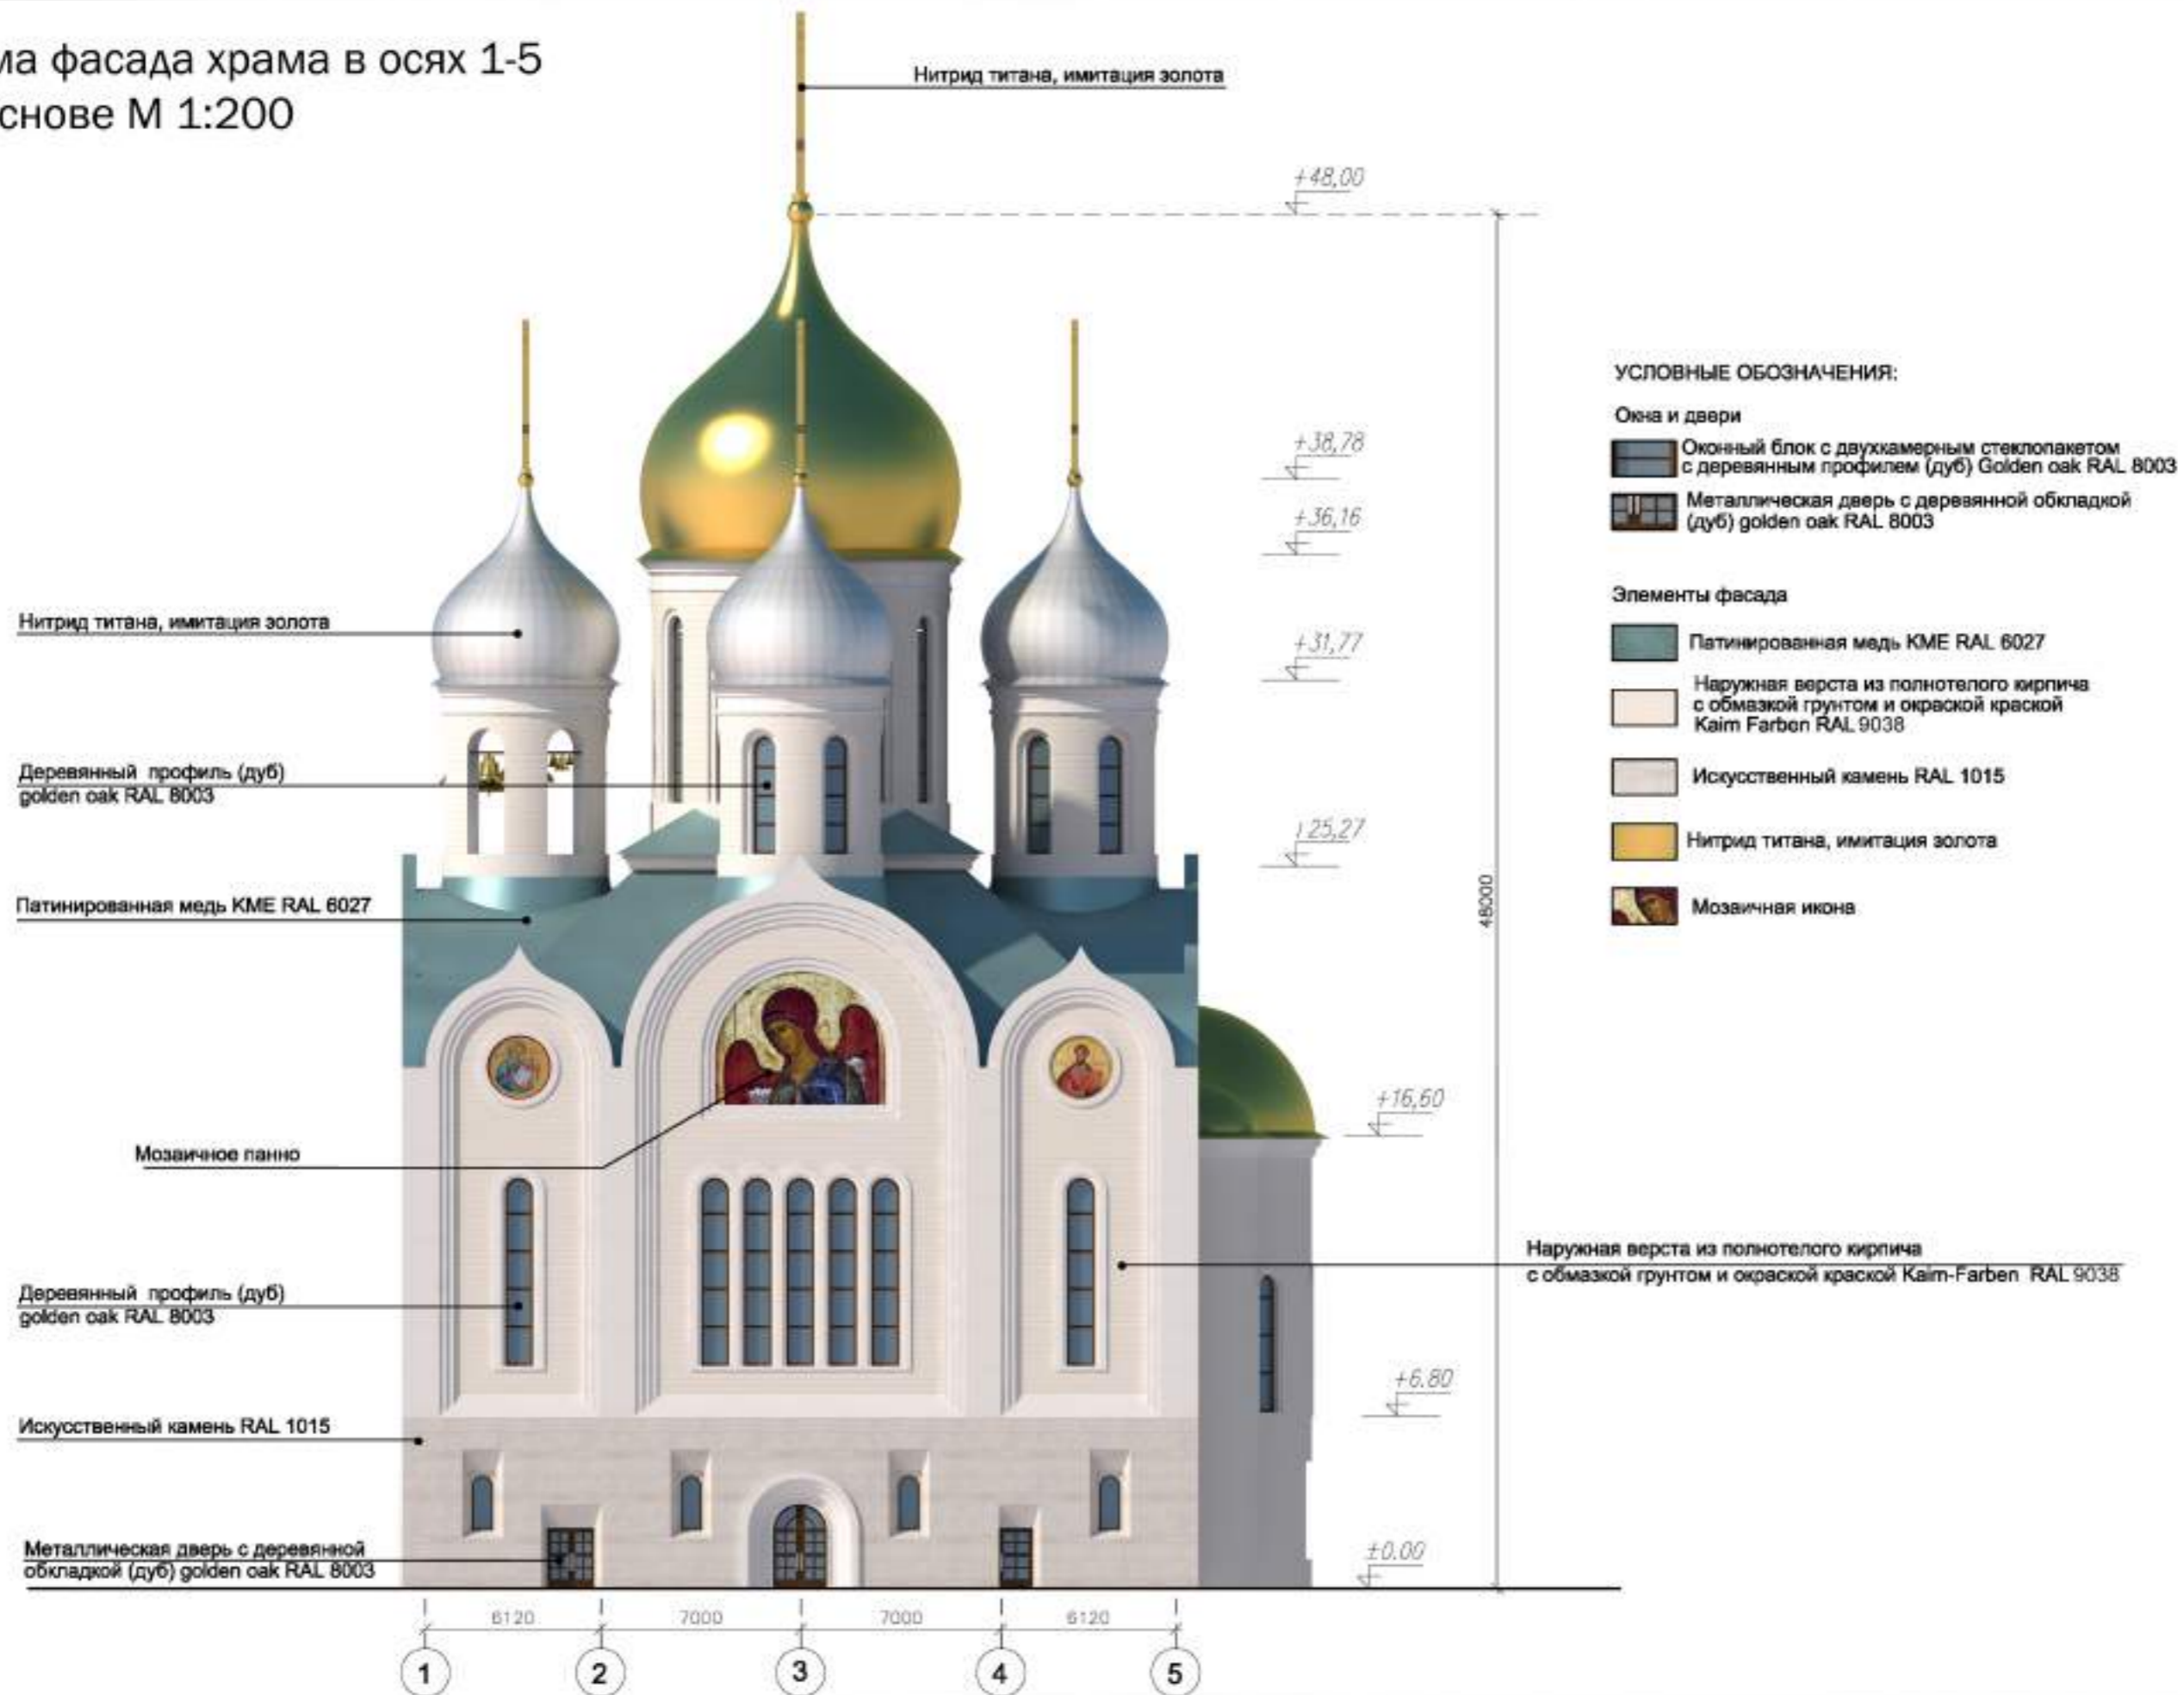 ма фасада храма в осях 1-5
снове М 1:200
Нитрид титана, имитация золота
+48,00
+38,78
+36,16
+31,77
25,27
+16,60
+6.80
±0.00
48000
Нитрид титана, имитация золота
Деревянный профиль (дуб)
golden oak RAL 8003
Патинированная медь KME RAL 6027
Мозаичное панно
Деревянный профиль (дуб)
golden oak RAL 8003
Искусственный камень RAL 1015
Металлическая дверь с деревянной
обкладкой (дуб) golden oak RAL 8003
УСЛОВНЫЕ ОБОЗНАЧЕНИЯ:
Окна и двери
Оконный блок с двухкамерным стеклопакетом
с деревянным профилем (дуб) Golden oak RAL 8003
Металлическая дверь с деревянной обкладкой
(дуб) golden oak RAL 8003
Элементы фасада
Патинированная медь KME RAL 6027
Наружная верста из полнотелого кирпича
с обмазкой грунтом и окраской краской
Kaim Farben RAL 9038
Искусственный камень RAL 1015
Нитрид титана, имитация золота
Мозаичная икона
Наружная верста из полнотелого кирпича
с обмазкой грунтом и окраской краской Kaim-Farben RAL 9038
6120 7000 7000 6120
1 2 3 4 5